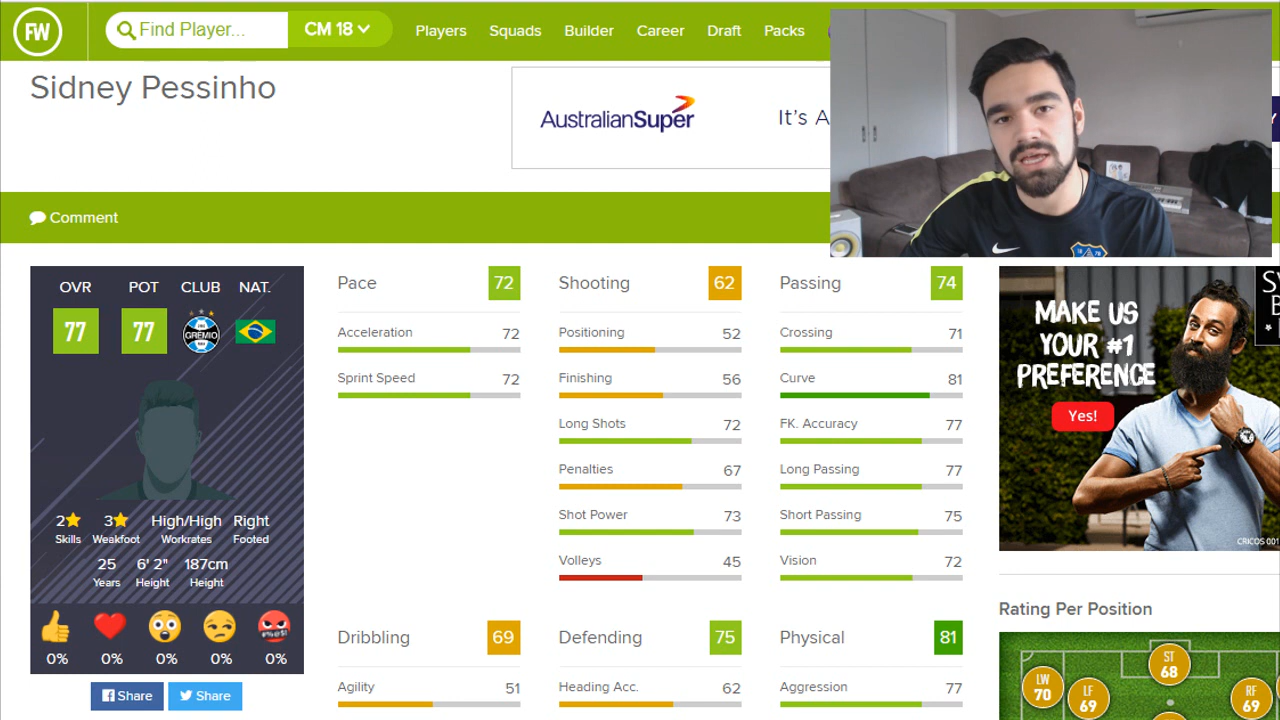 FW
Find Player...
CM 18
Players
Squads
Builder
Career
Draft
Packs
Sidney Pessinho
AustralianSuper
It's A
Comment
OVR POT CLUB NAT.
77 77
GRÊMIO
2 3 High/High Right
Skills Weakfoot Workrates Footed
25 6' 2" 187cm
Years Height Height
0% 0% 0% 0% 0%
Share Share
Pace 72
Acceleration 72
Sprint Speed 72
Shooting 62
Positioning 52
Finishing 56
Long Shots 72
Penalties 67
Shot Power 73
Volleys 45
Passing 74
Crossing 71
Curve 81
FK. Accuracy 77
Long Passing 77
Short Passing 75
Vision 72
Dribbling 69
Agility 51
Defending 75
Heading Acc. 62
Physical 81
Aggression 77
MAKE US
YOUR #1
PREFERENCE
Yes!
CRICOS 001
Rating Per Position
ST
68
LW
70
LF
69
RF
69